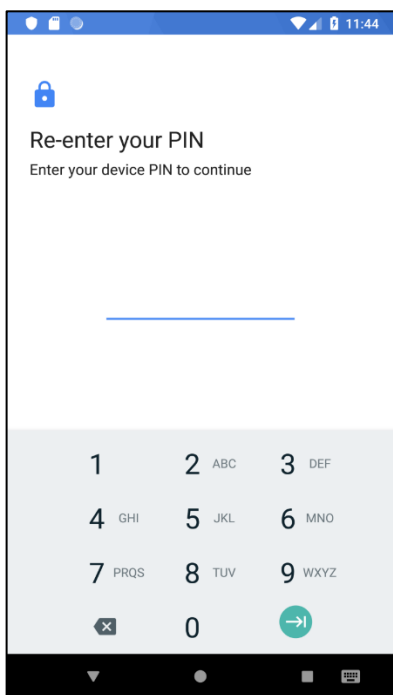 11:44
Re-enter your PIN
Enter your device PIN to continue
1 2 ABC 3 DEF
4 GHI 5 JKL 6 MNO
7 PRQS 8 TUV 9 WXYZ
0